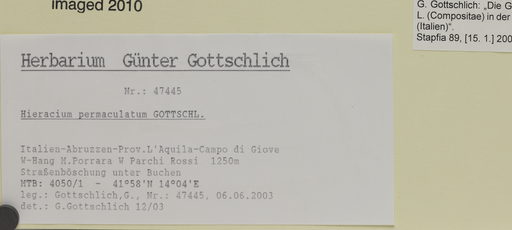 imaged 2010
G. Gottschlich: „Die G
L. (Compositae) in der
(Italien)".
Stapfia 89, [15. 1.] 200
Herbarium Günter Gottschlich
Nr.: 47445
Hieracium permaculatum GOTTSCHL.
Italien-Abruzzen-Prov.L'Aquila-Campo di Giove
W-Hang M.Porrara W Parchi Rossi 1250m
Straßenböschung unter Buchen
MTB: 4050/1 - 41°58'N 14°04'E
leg.: Gottschlich,G., Nr.: 47445, 06.06.2003
det.: G.Gottschlich 12/03